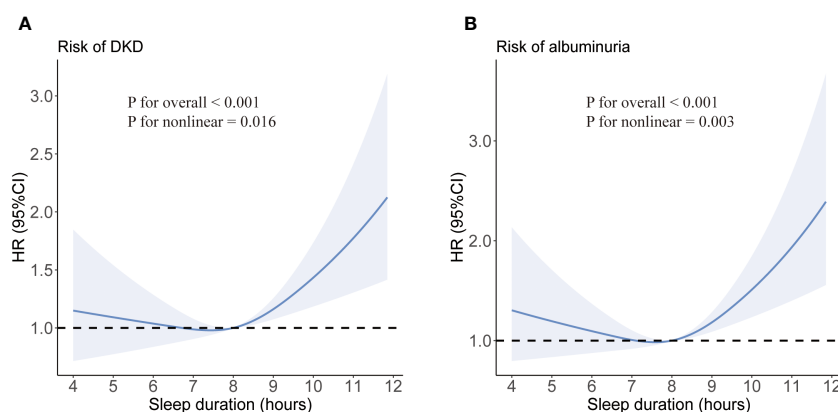 A
Risk of DKD
P for overall < 0.001
P for nonlinear = 0.016
HR (95%CI)
3.0
2.5
2.0
1.5
1.0
4 5 6 7 8 9 10 11 12
Sleep duration (hours)
B
Risk of albuminuria
P for overall < 0.001
P for nonlinear = 0.003
HR (95%CI)
3.0
2.0
1.0
4 5 6 7 8 9 10 11 12
Sleep duration (hours)